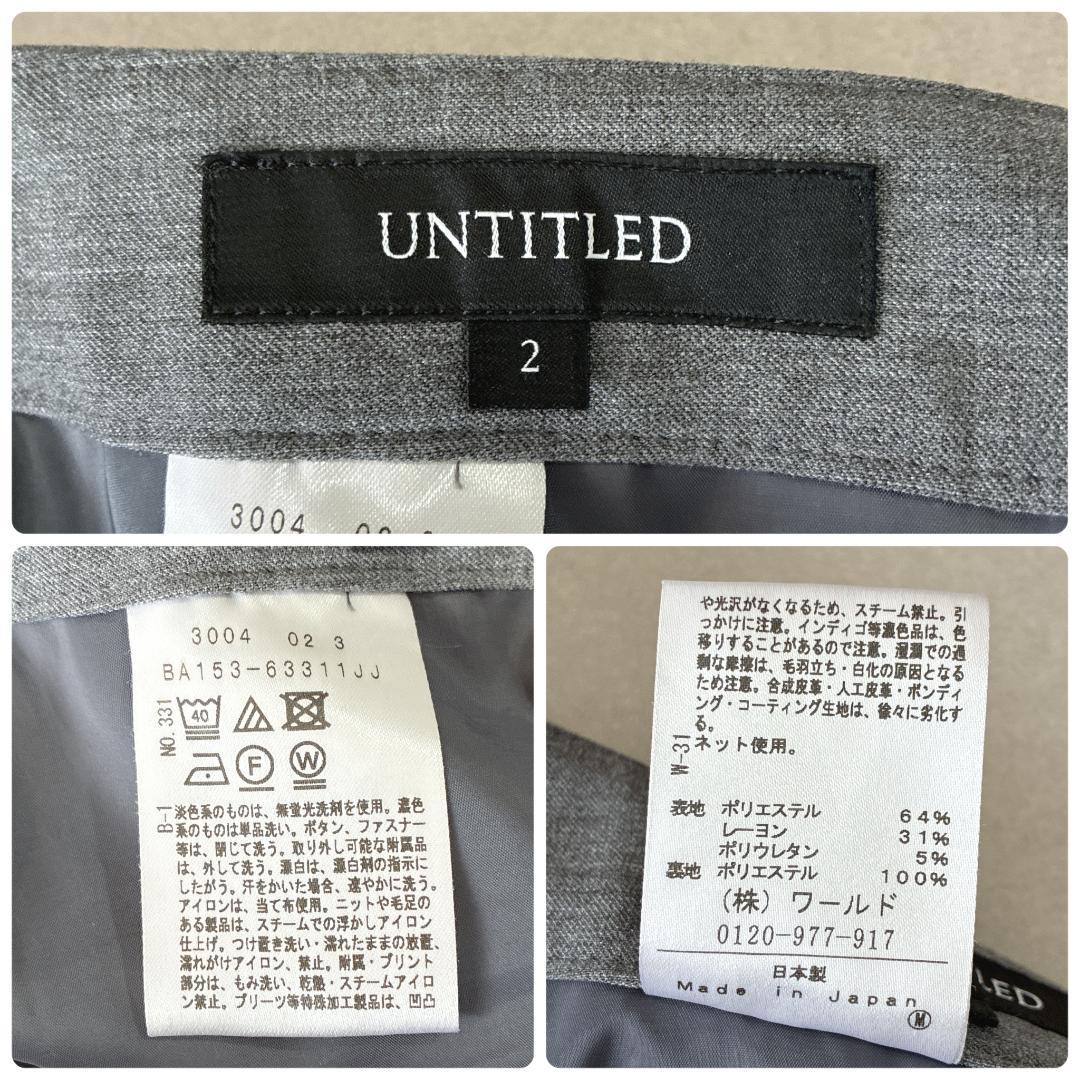 UNTITLED
2
3004
3004 02 3
BA153-63311JJ
NO.331
40
F
W
B-1
淡色系のものは、無蛍光洗剤を使用。濃色
系のものは単品洗い。ボタン、ファスナー
等は、閉じて洗う。取り外し可能な附属品
は、外して洗う。漂白は、漂白剤の指示に
したがう。汗をかいた場合、速やかに洗う。
アイロンは、当て布使用。ニットや毛足の
ある製品は、スチームでの浮かしアイロン
仕上げ。つけ置き洗い・濡れたままの放置、
濡れがけアイロン、禁止。附属・プリント
部分は、もみ洗い、乾燥・スチームアイロ
ン禁止。プリーツ等特殊加工製品は、凹凸
や光沢がなくなるため、スチーム禁止。引
っかけに注意。インディゴ等濃色品は、色
移りすることがあるので注意。湿潤での過
剰な摩擦は、毛羽立ち・白化の原因となる
ため注意。合成皮革・人工皮革・ボンディ
ング・コーティング生地は、徐々に劣化す
る。
M-31
ネット使用。
表地 ポリエステル 64%
レーヨン 31%
ポリウレタン 5%
裏地 ポリエステル 100%
(株) ワールド
0120-977-917
日本製
Made in Japan
M
LED